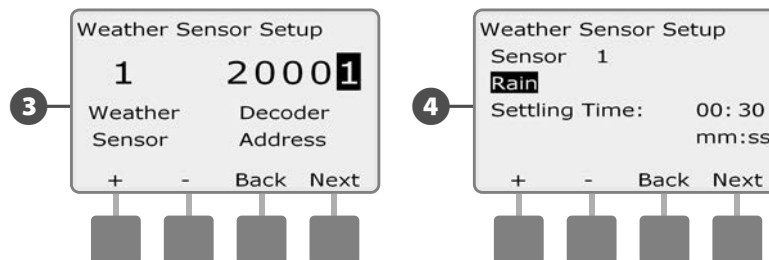 3
Weather Sensor Setup
1 20001
Weather Sensor
Decoder Address
+ - Back Next
4
Weather Sensor Setup
Sensor 1
Rain
Settling Time: 00:30
mm:ss
+ - Back Next